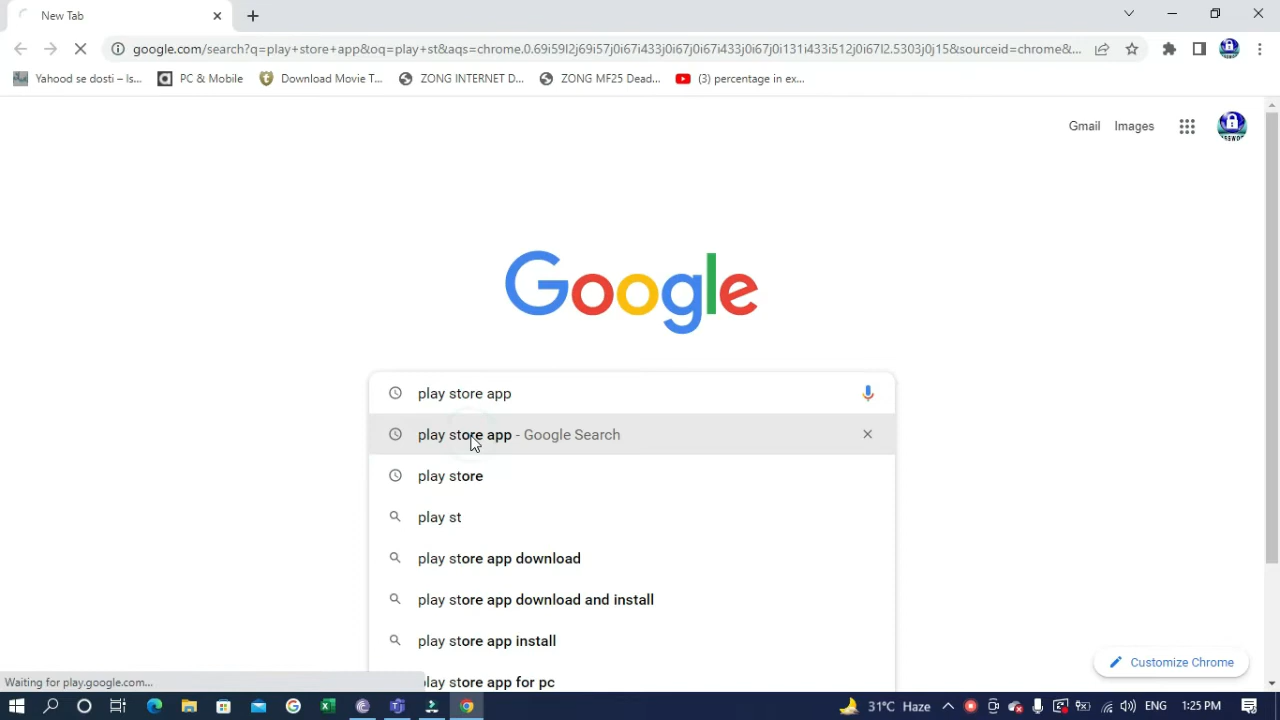 New Tab
google.com/search?q=play+store+app&oq=play+st&aqs=chrome.0.69i59l2j69i57j0i67i433j0i67j0i67i433j0i67j0i131i433i512j0i67l2.5303j0j15&sourceid=chrome&...
Yahood se dosti – Is...
PC & Mobile
Download Movie T...
ZONG INTERNET D...
ZONG MF25 Dead...
(3) percentage in ex...
Gmail
Images
Google
play store app
play store app - Google Search
play store
play st
play store app download
play store app download and install
play store app install
play store app for pc
Customize Chrome
Waiting for play.google.com...
31°C Haze
ENG
1:25 PM